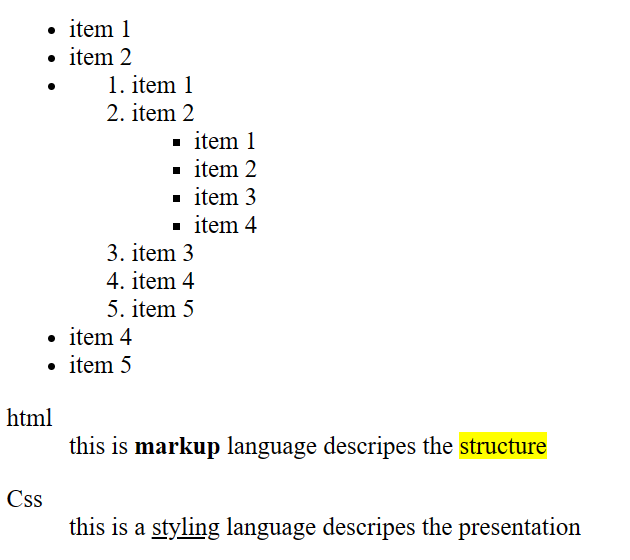 • item 1
• item 2
• 1. item 1
2. item 2
▪ item 1
▪ item 2
▪ item 3
▪ item 4
3. item 3
4. item 4
5. item 5
• item 4
• item 5
html
this is markup language descripes the structure
Css
this is a styling language descripes the presentation